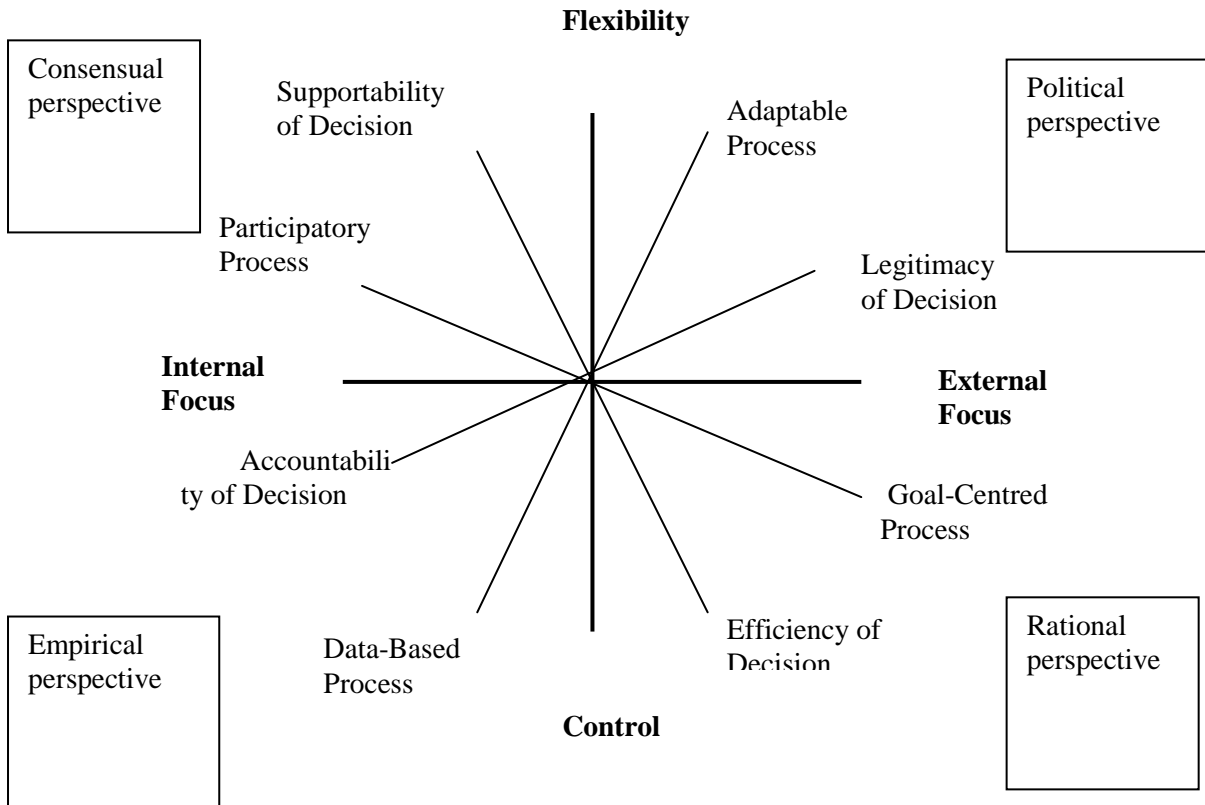 Flexibility
Consensual
perspective
Supportability
of Decision
Adaptable
Process
Political
perspective
Participatory
Process
Legitimacy
of Decision
Internal
Focus
External
Focus
Accountabili
ty of Decision
Goal-Centred
Process
Empirical
perspective
Data-Based
Process
Efficiency of
Decision
Rational
perspective
Control